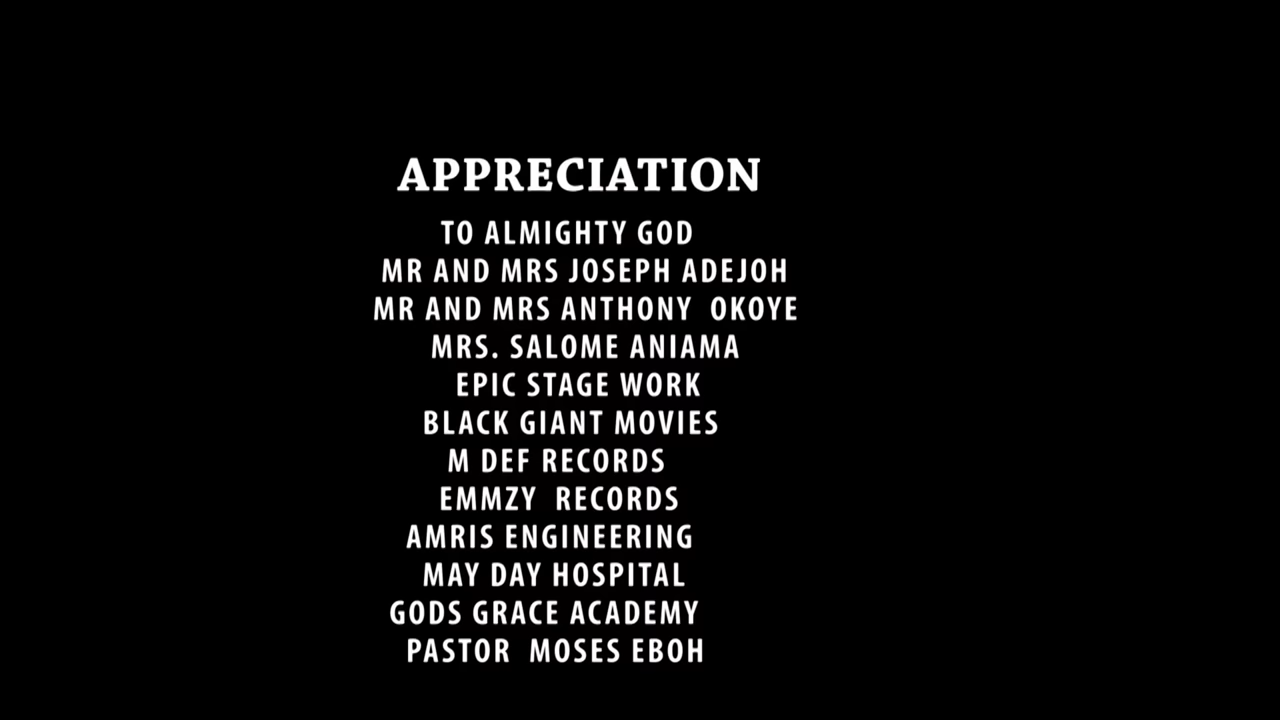 APPRECIATION
TO ALMIGHTY GOD
MR AND MRS JOSEPH ADEJOH
MR AND MRS ANTHONY  OKOYE
MRS. SALOME ANIAMA
EPIC STAGE WORK
BLACK GIANT MOVIES
M DEF RECORDS
EMMZY  RECORDS
AMRIS ENGINEERING
MAY DAY HOSPITAL
GODS GRACE ACADEMY
PASTOR  MOSES EBOH